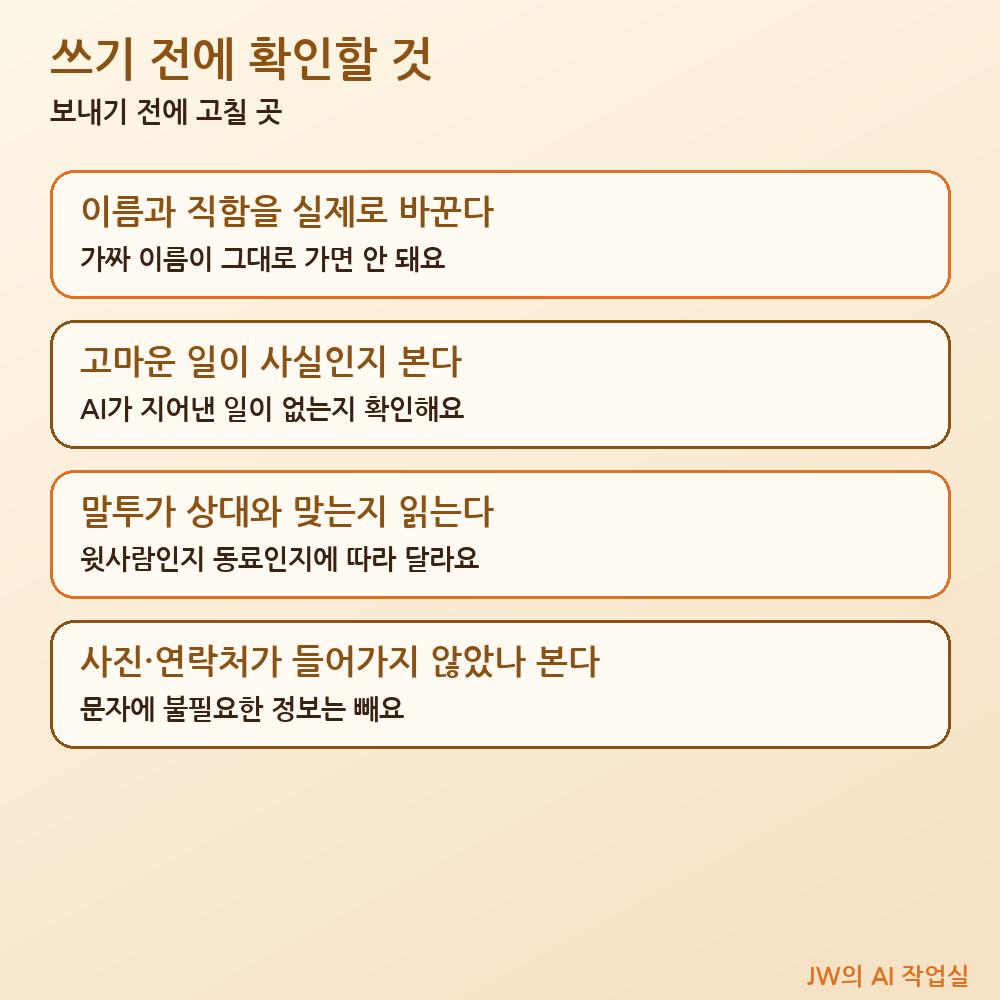 쓰기 전에 확인할 것
보내기 전에 고칠 곳
이름과 직함을 실제로 바꾼다
가짜 이름이 그대로 가면 안 돼요
고마운 일이 사실인지 본다
AI가 지어낸 일이 없는지 확인해요
말투가 상대와 맞는지 읽는다
윗사람인지 동료인지에 따라 달라요
사진·연락처가 들어가지 않았나 본다
문자에 불필요한 정보는 빼요
JW의 AI 작업실